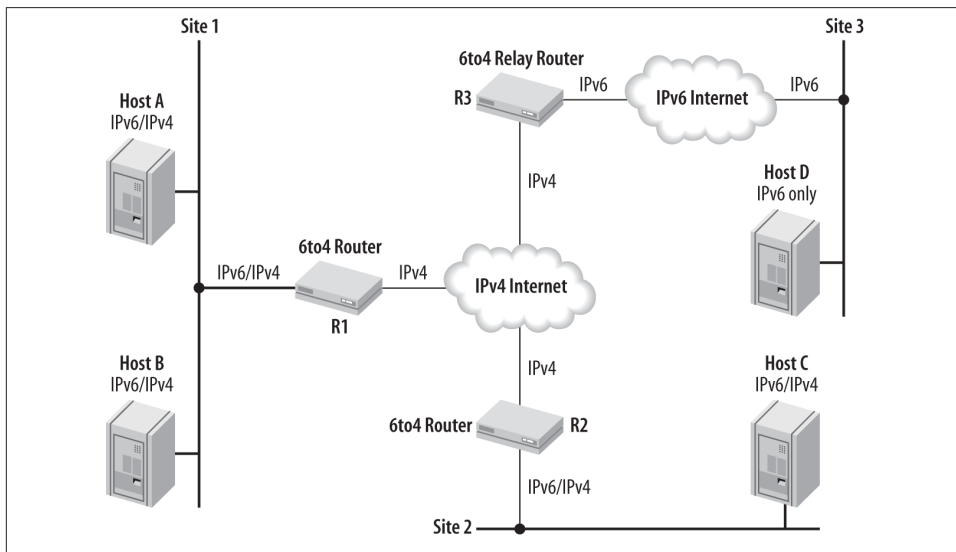 Site 1
Site 3
6to4 Relay Router
R3
IPv6
IPv6 Internet
IPv6
Host A
IPv6/IPv4
IPv4
Host D
IPv6 only
6to4 Router
IPv6/IPv4
IPv4
IPv4 Internet
R1
Host B
IPv6/IPv4
IPv4
Host C
IPv6/IPv4
6to4 Router
R2
IPv6/IPv4
Site 2